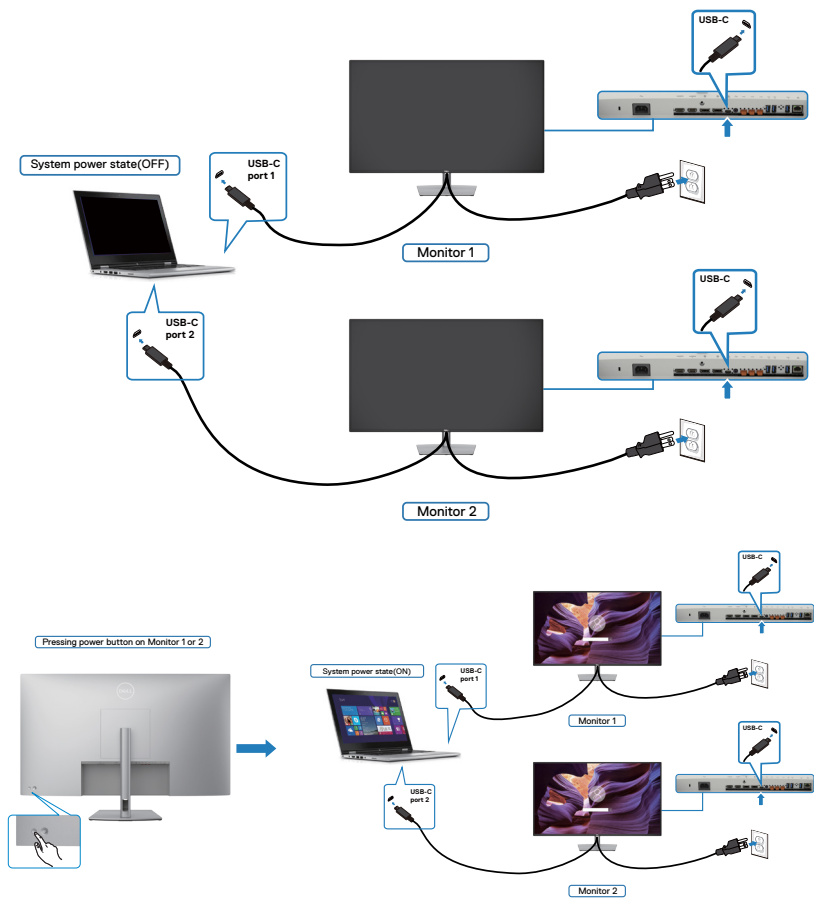 USB-C
System power state(OFF)
USB-C
port 1
Monitor 1
USB-C
USB-C
port 2
Monitor 2
USB-C
Pressing power button on Monitor 1 or 2
System power state(ON)
USB-C
port 1
Monitor 1
USB-C
USB-C
port 2
Monitor 2
DELL